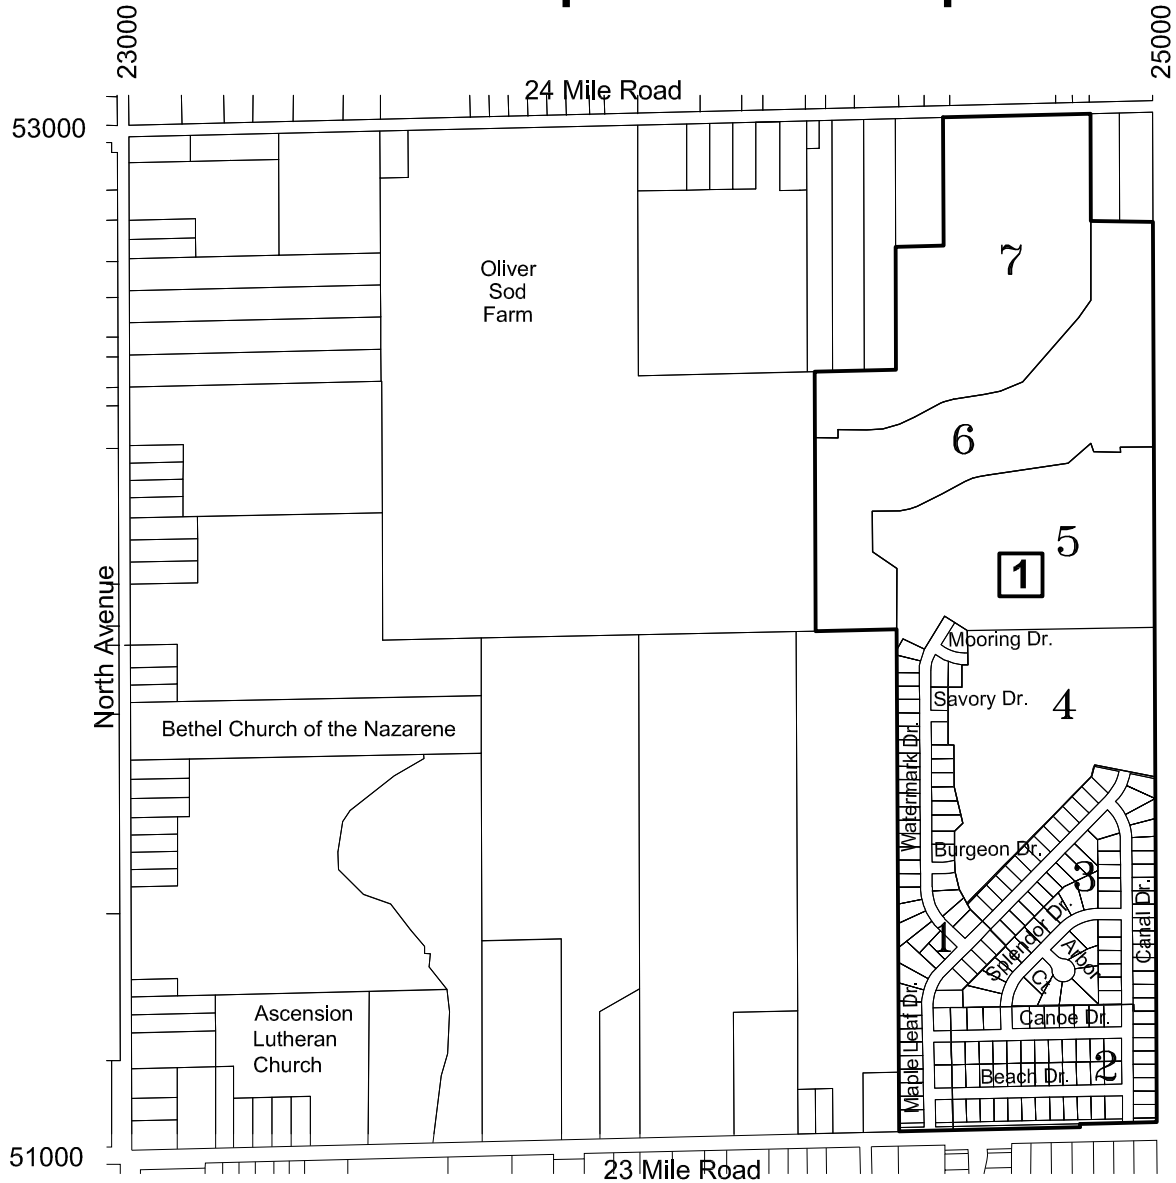 23000
25000
24 Mile Road
53000
7
Oliver
Sod
Farm
6
5
1
North Avenue
Mooring Dr.
Savory Dr.
4
Bethel Church of the Nazarene
Watermark Dr.
Burgeon Dr.
3
Canal Dr.
1
Splendor Dr.
Arbor
Ct.
Ascension
Lutheran
Church
Maple Leaf Dr.
Canoe Dr.
Beach Dr.
2
51000
23 Mile Road